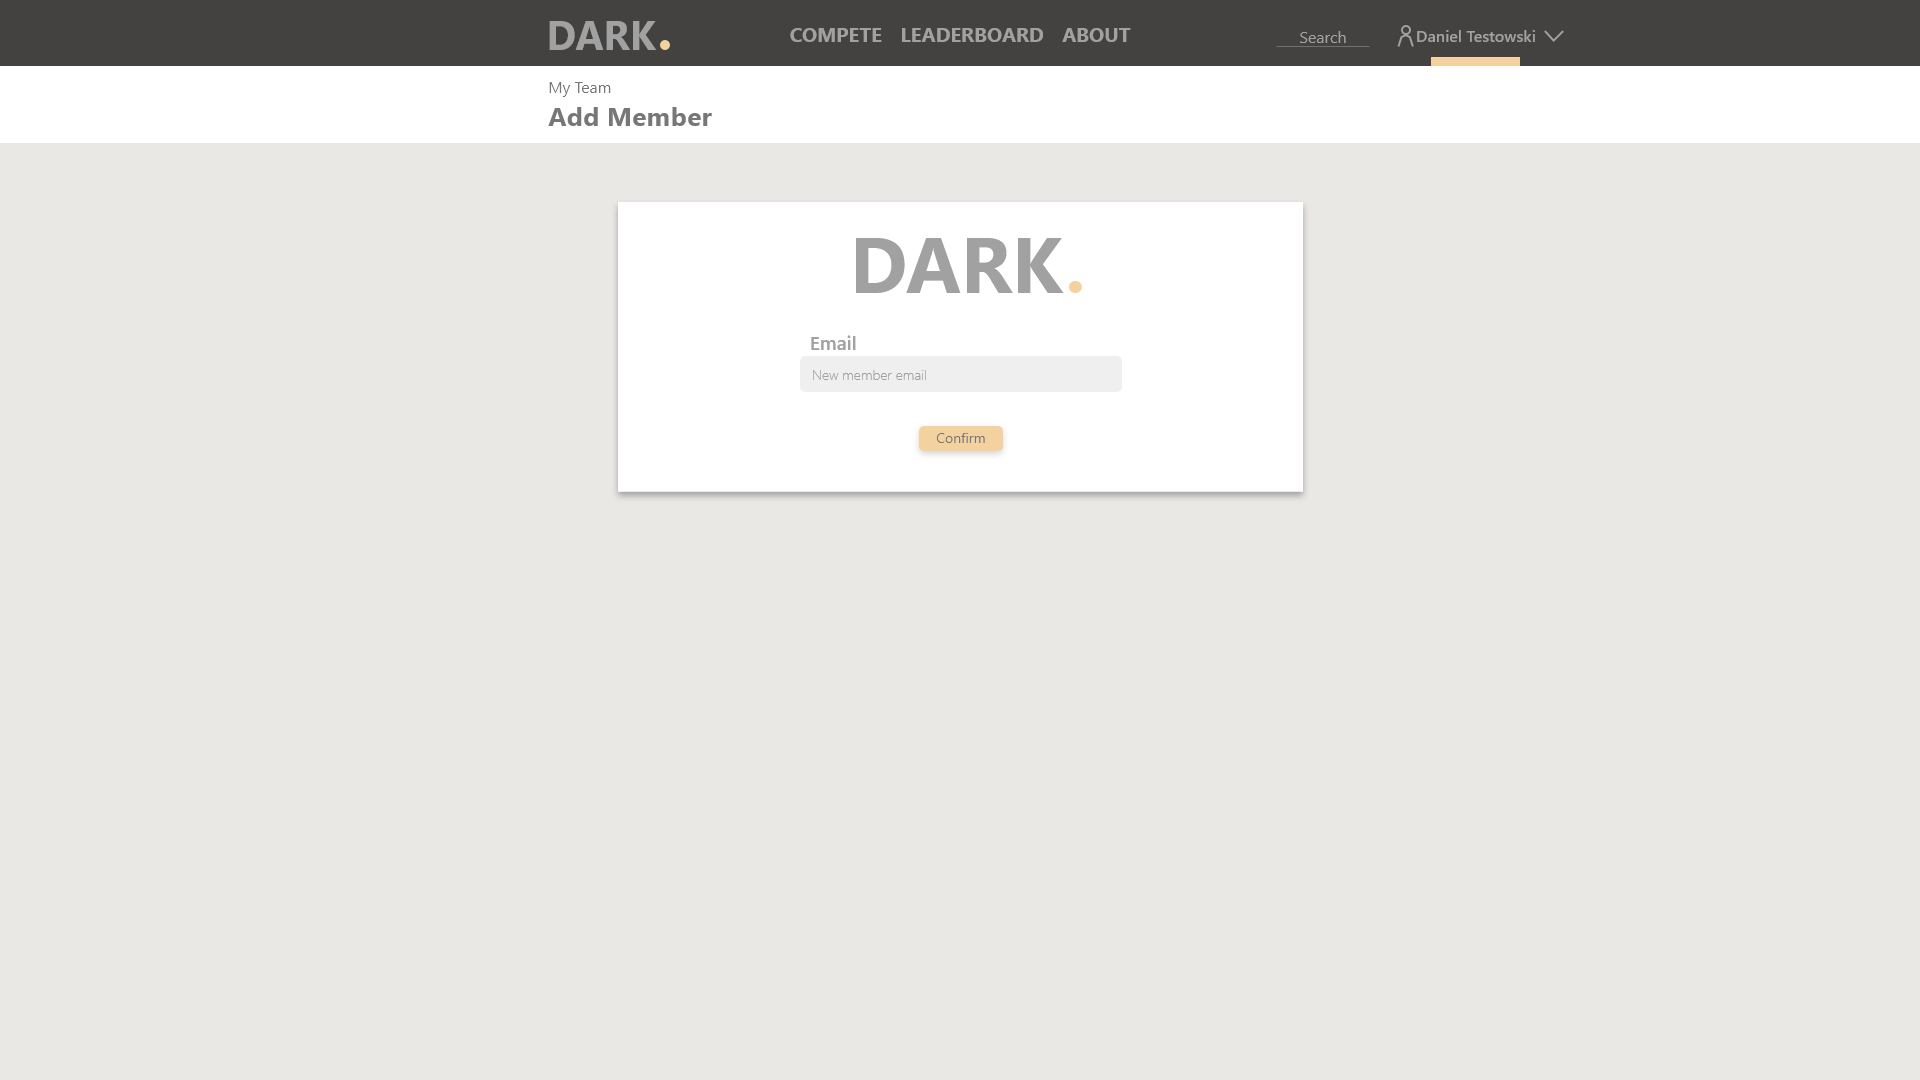 DARK.
COMPETE LEADERBOARD ABOUT
Search
Daniel Testowski
My Team
Add Member
DARK.
Email
New member email
Confirm